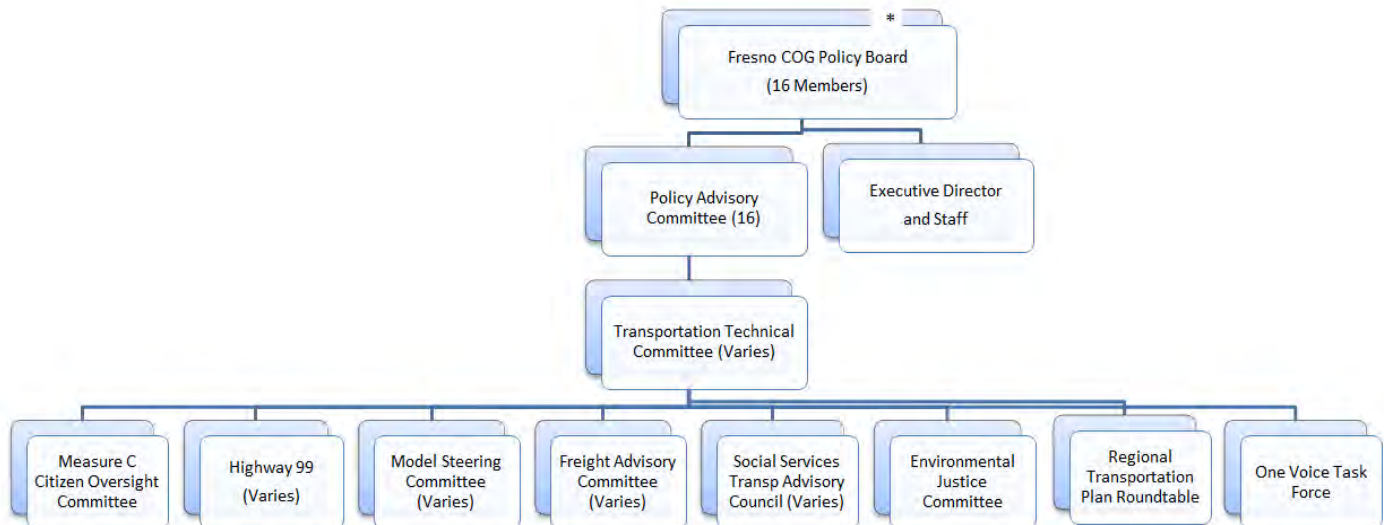 *
Fresno COG Policy Board
(16 Members)
Policy Advisory
Committee (16)
Executive Director
and Staff
Transportation Technical
Committee (Varies)
Measure C
Citizen Oversight
Committee
Highway 99
(Varies)
Model Steering
Committee
(Varies)
Freight Advisory
Committee
(Varies)
Social Services
Transp Advisory
Council (Varies)
Environmental
Justice
Committee
Regional
Transportation
Plan Roundtable
One Voice Task
Force